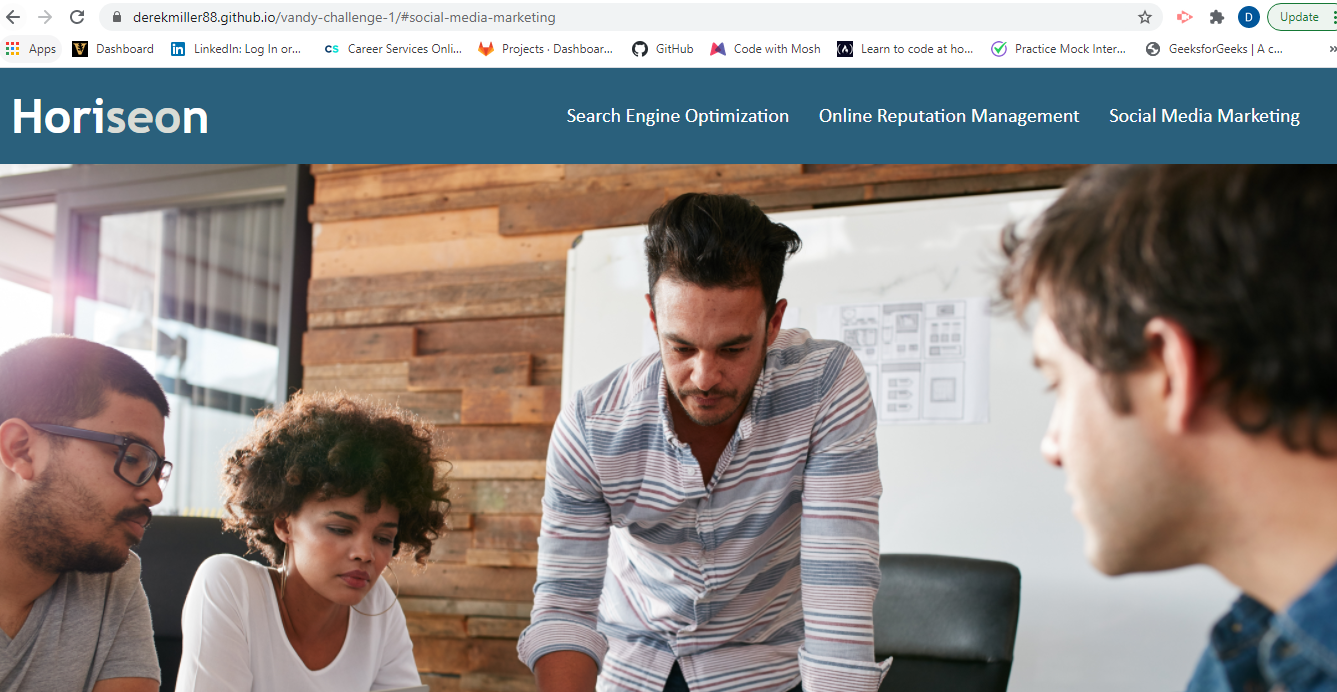 derekmiller88.github.io/vandy-challenge-1/#social-media-marketing
D
Update
Apps Dashboard LinkedIn: Log In or... CS Career Services Onli... Projects · Dashboar... GitHub Code with Mosh Learn to code at ho... Practice Mock Inter... GeeksforGeeks | A c... »
Horiseon
Search Engine Optimization Online Reputation Management Social Media Marketing